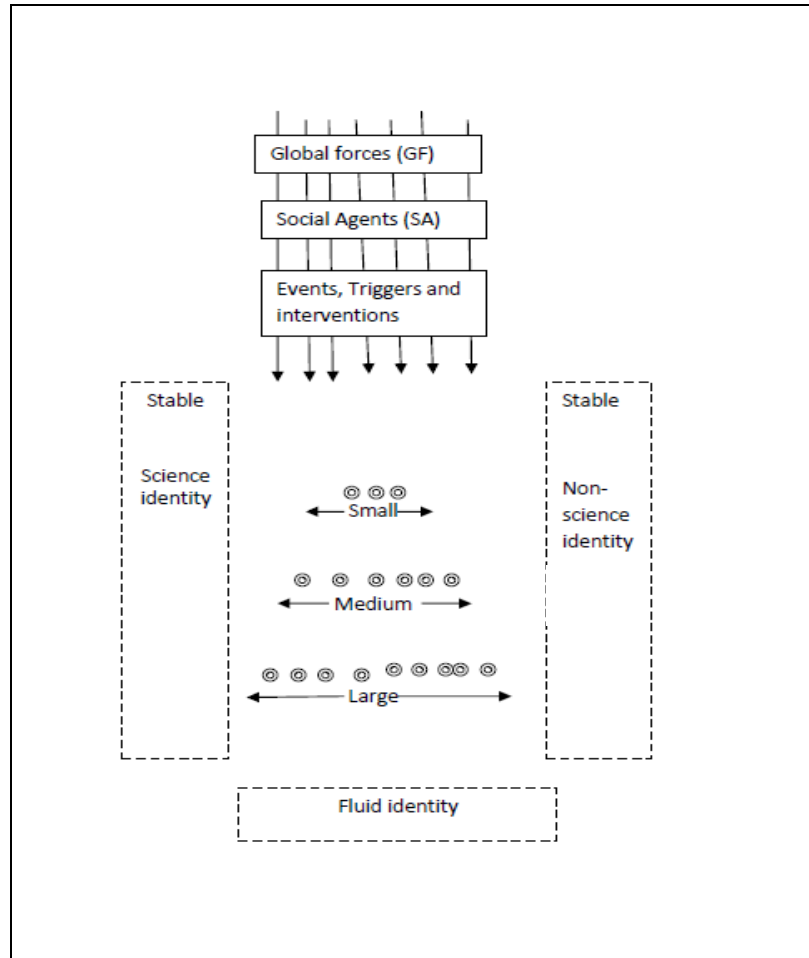 Global forces (GF)
Social Agents (SA)
Events, Triggers and
interventions
Stable
Science
identity
Stable
Non-
science
identity
Small
Medium
Large
Fluid identity